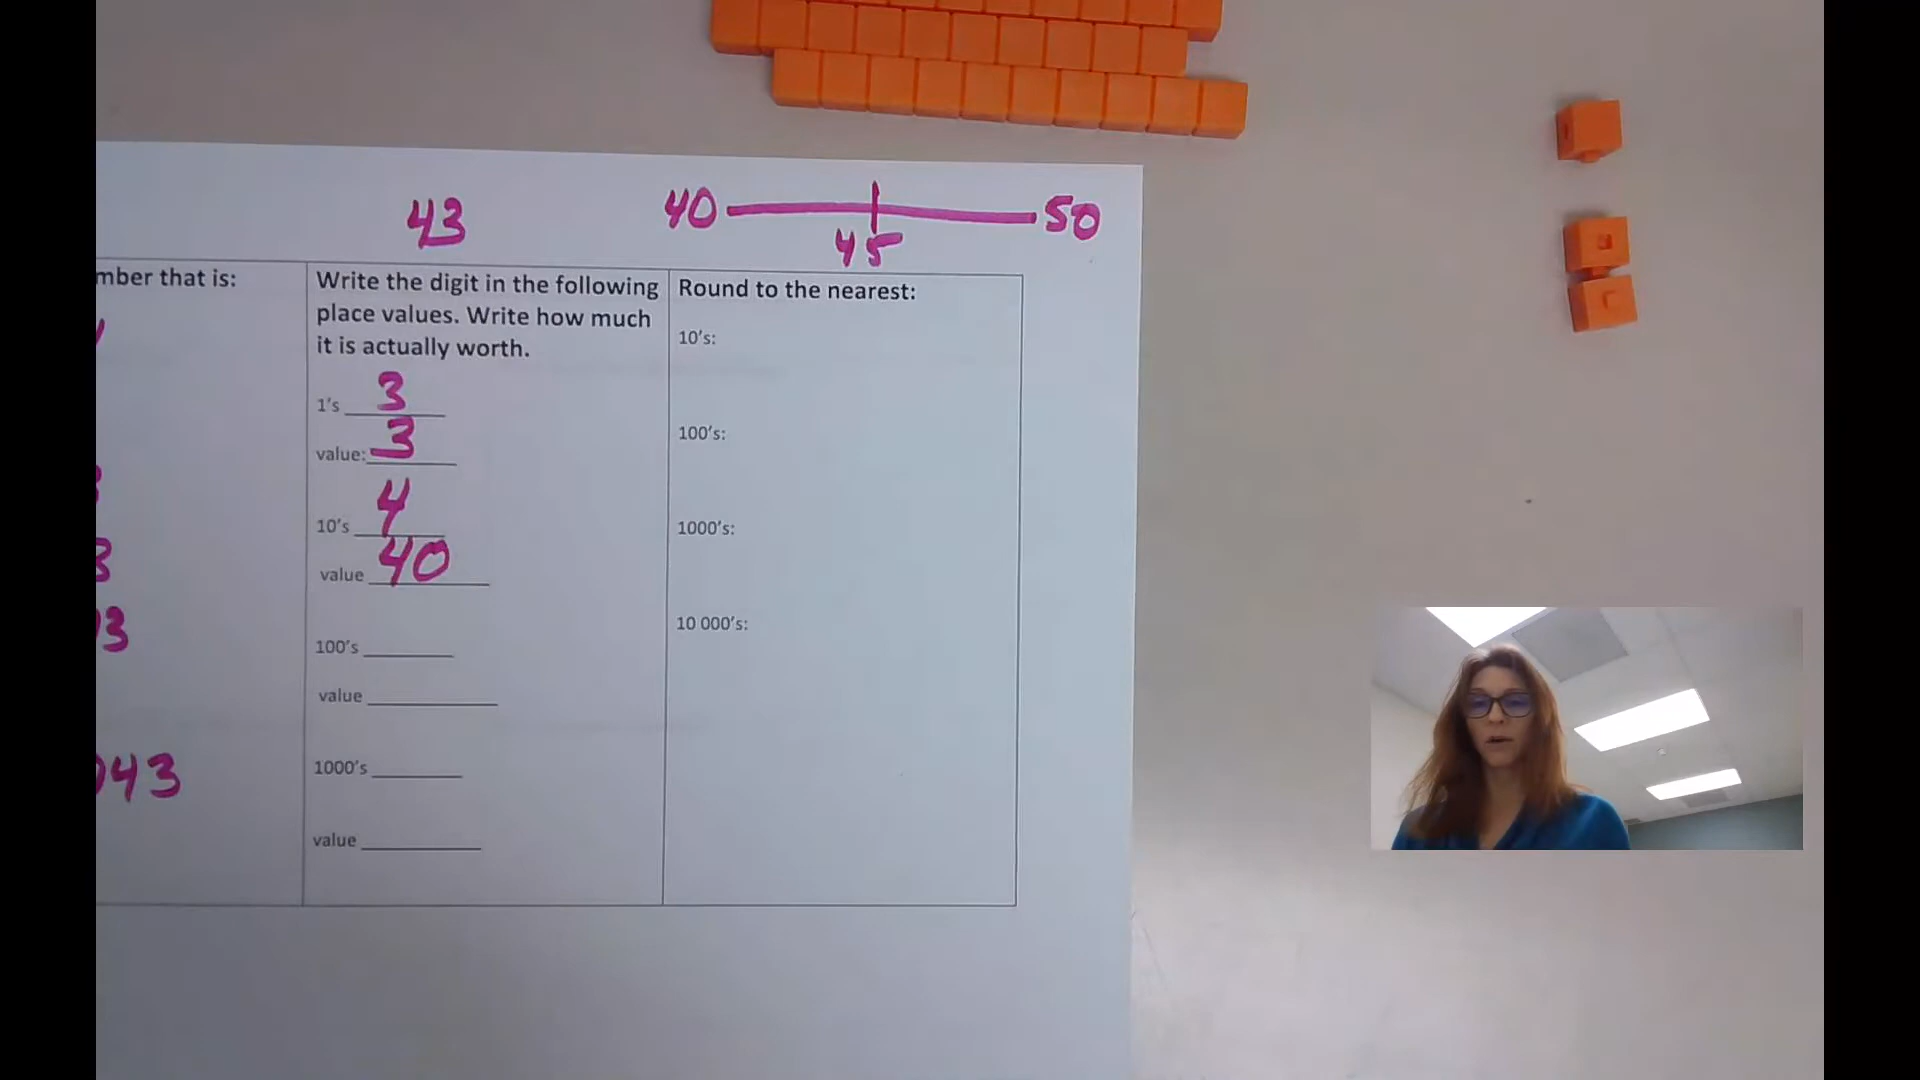 43
40 50
45
mber that is:
3
3
43
Write the digit in the following
place values. Write how much
it is actually worth.
1's 3
value: 3
10's 4
value 40
100's
value
1000's
value
Round to the nearest:
10's:
100's:
1000's:
10 000's: